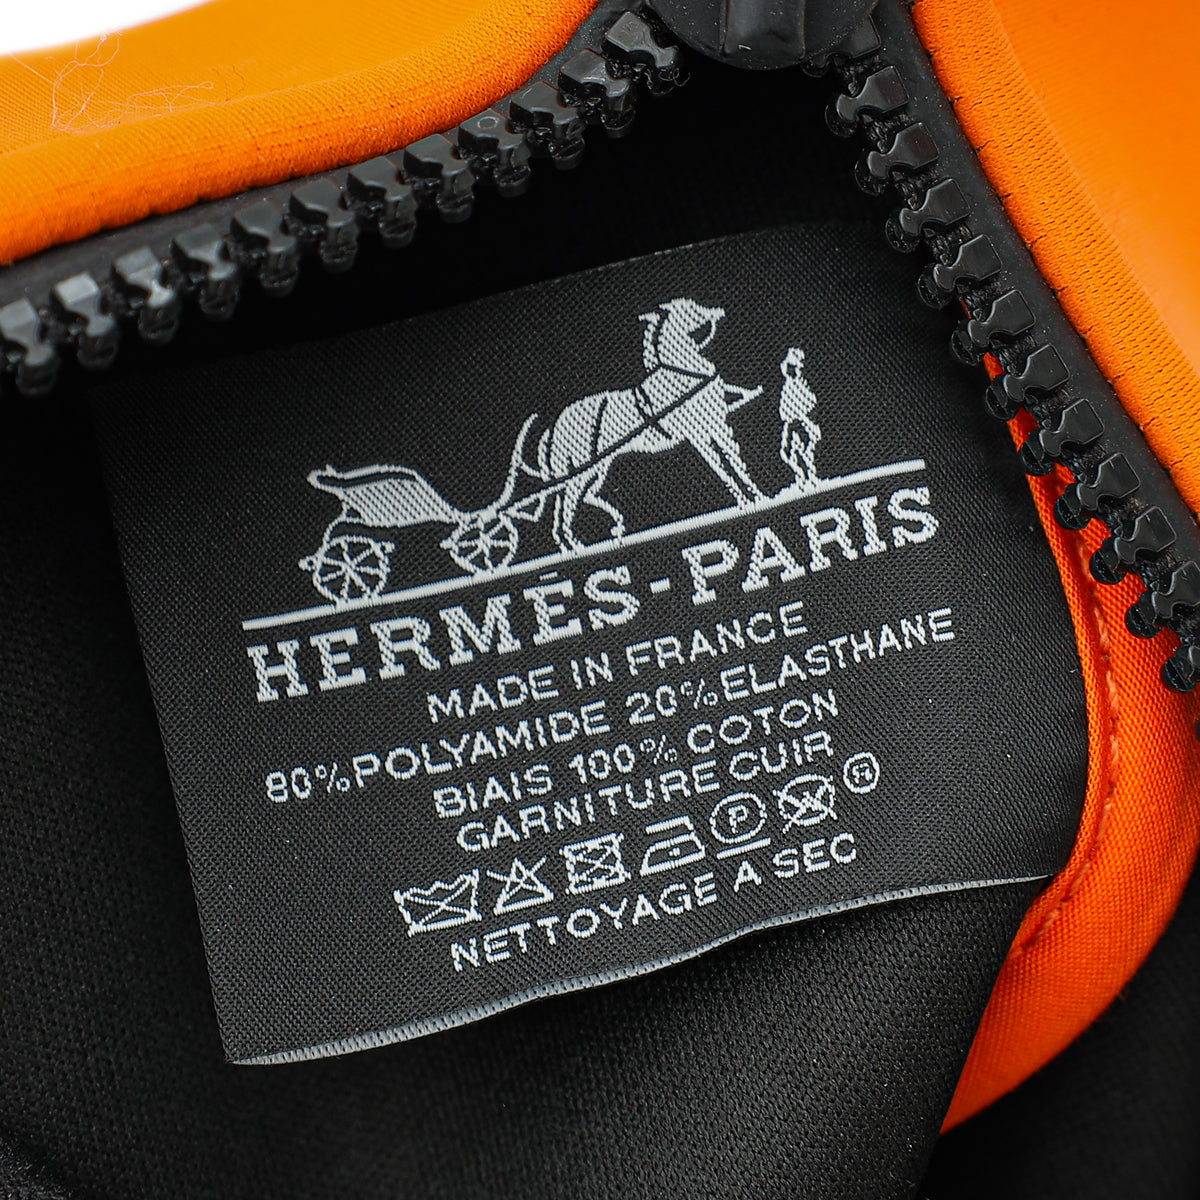 HERMÈS-PARIS
MADE IN FRANCE
80%POLYAMIDE 20%ELASTHANE
BIAIS 100% COTON
GARNITURE CUIR
P ®
NETTOYAGE A SEC